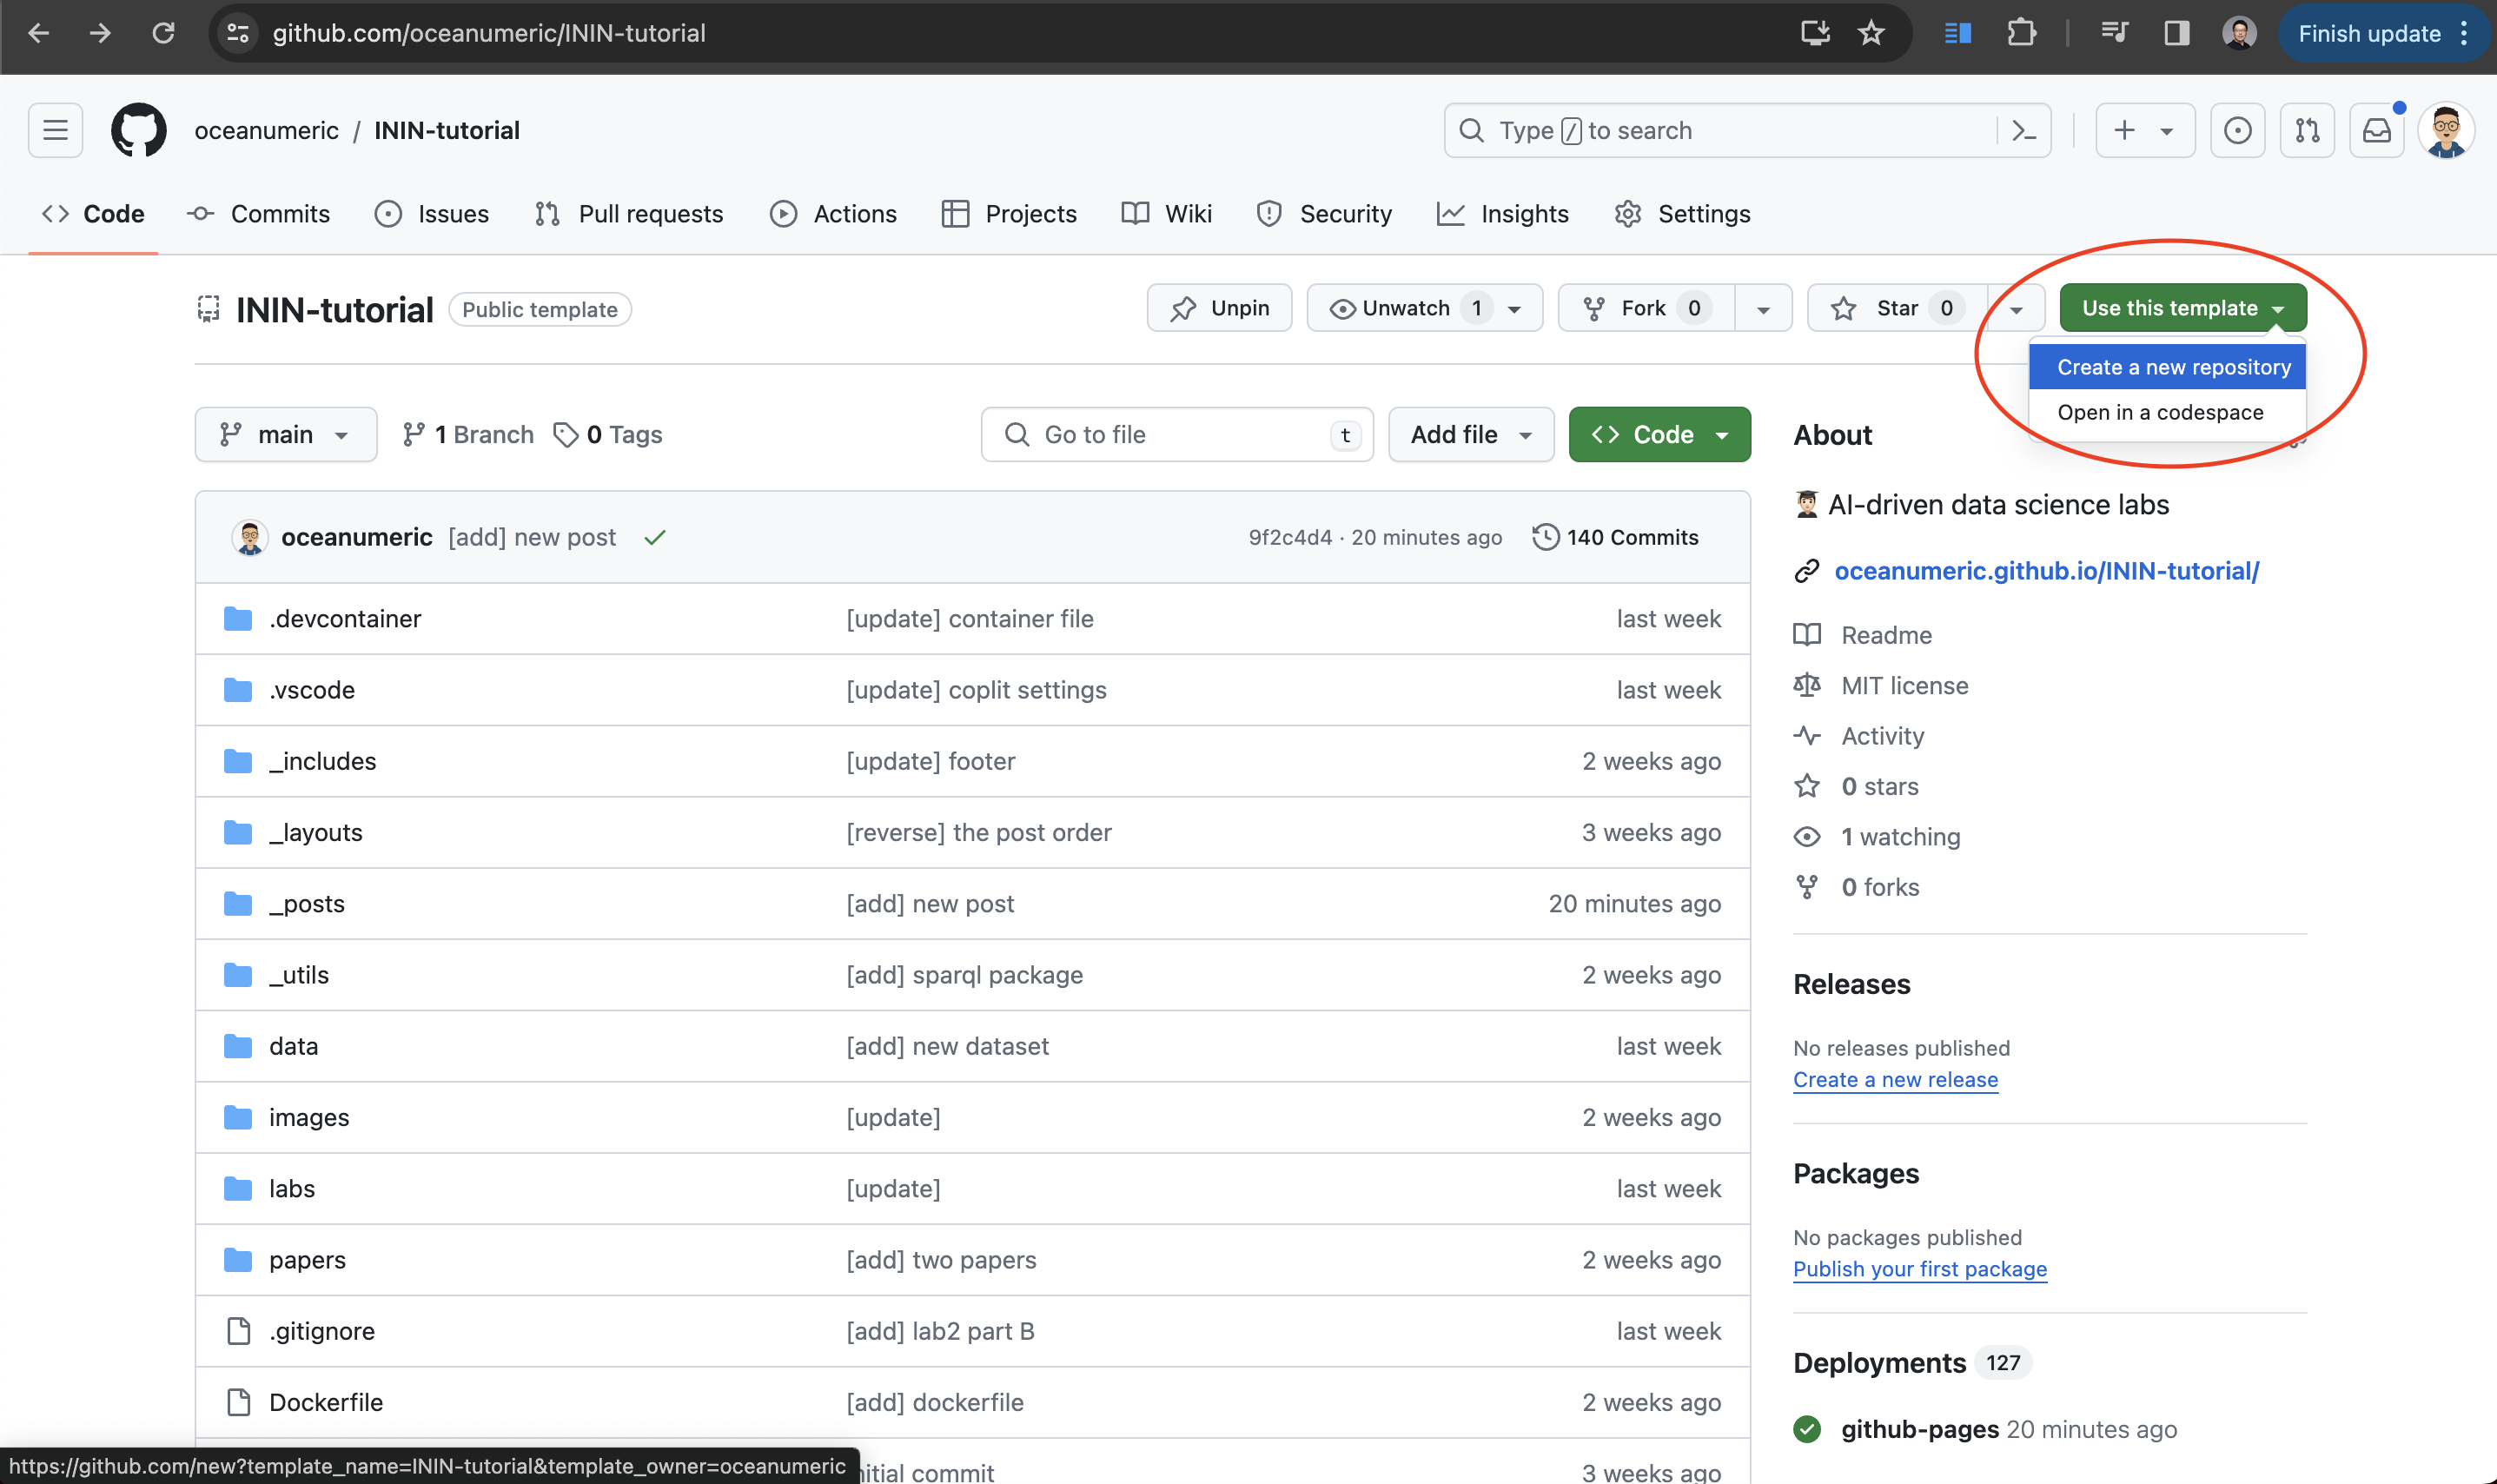 github.com/oceanumeric/ININ-tutorial
Finish update
oceanumeric / ININ-tutorial
Type / to search
Code
Commits
Issues
Pull requests
Actions
Projects
Wiki
Security
Insights
Settings
ININ-tutorial
Public template
Unpin
Unwatch 1
Fork 0
Star 0
Use this template
Create a new repository
Open in a codespace
main
1 Branch
0 Tags
Go to file
t
Add file
Code
oceanumeric [add] new post
9f2c4d4 · 20 minutes ago
140 Commits
.devcontainer [update] container file last week
.vscode [update] coplit settings last week
_includes [update] footer 2 weeks ago
_layouts [reverse] the post order 3 weeks ago
_posts [add] new post 20 minutes ago
_utils [add] sparql package 2 weeks ago
data [add] new dataset last week
images [update] 2 weeks ago
labs [update] last week
papers [add] two papers 2 weeks ago
.gitignore [add] lab2 part B last week
Dockerfile [add] dockerfile 2 weeks ago
nitial commit 3 weeks ago
About
AI-driven data science labs
oceanumeric.github.io/ININ-tutorial/
Readme
MIT license
Activity
0 stars
1 watching
0 forks
Releases
No releases published
Create a new release
Packages
No packages published
Publish your first package
Deployments 127
github-pages 20 minutes ago
https://github.com/new?template_name=ININ-tutorial&template_owner=oceanumeric